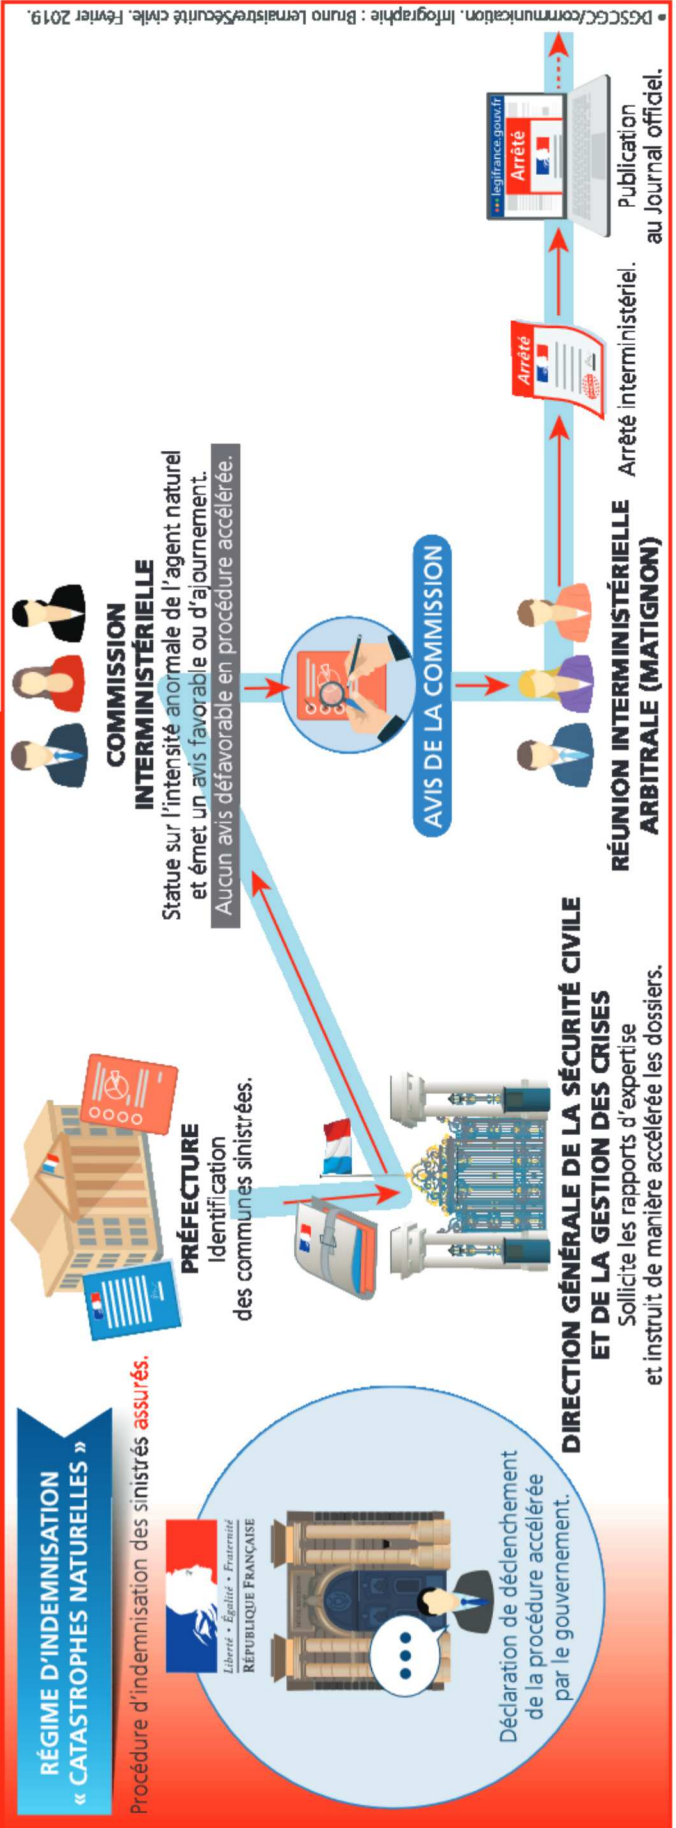 RÉGIME D'INDEMNISATION
« CATASTROPHES NATURELLES »
Procédure d'indemnisation des sinistrés assurés.
Liberté • Égalité • Fraternité
RÉPUBLIQUE FRANÇAISE
Déclaration de déclenchement
de la procédure accélérée
par le gouvernement.
PRÉFECTURE
Identification
des communes sinistrées.
DIRECTION GÉNÉRALE DE LA SÉCURITÉ CIVILE
ET DE LA GESTION DES CRISES
Sollicite les rapports d'expertise
et instruit de manière accélérée les dossiers.
COMMISSION
INTERMINISTÉRIELLE
Statue sur l'intensité anormale de l'agent naturel
et émet un avis favorable ou d'ajournement.
Aucun avis défavorable en procédure accélérée.
AVIS DE LA COMMISSION
RÉUNION INTERMINISTÉRIELLE
ARBITRALE (MATIGNON)
Arrêté
Arrêté interministériel.
legifrance.gouv.fr
Arrêté
Publication
au Journal officiel.
• DGSCGC/communication. Infographie : Bruno Lemaistre/Sécurité civile. Février 2019.